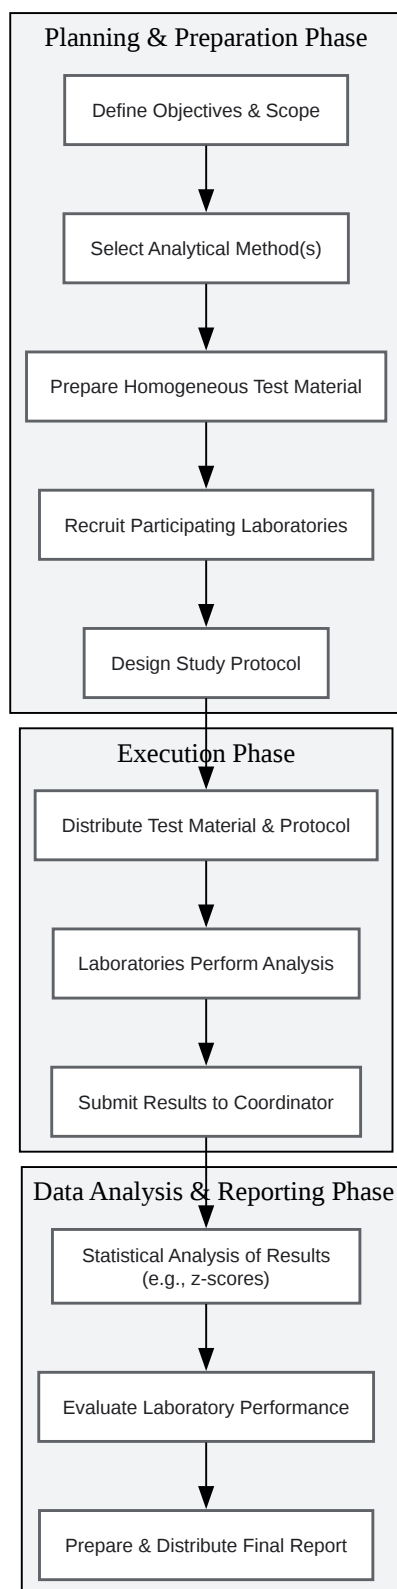 Planning & Preparation Phase
Define Objectives & Scope
Select Analytical Method(s)
Prepare Homogeneous Test Material
Recruit Participating Laboratories
Design Study Protocol
Execution Phase
Distribute Test Material & Protocol
Laboratories Perform Analysis
Submit Results to Coordinator
Data Analysis & Reporting Phase
Statistical Analysis of Results
(e.g., z-scores)
Evaluate Laboratory Performance
Prepare & Distribute Final Report